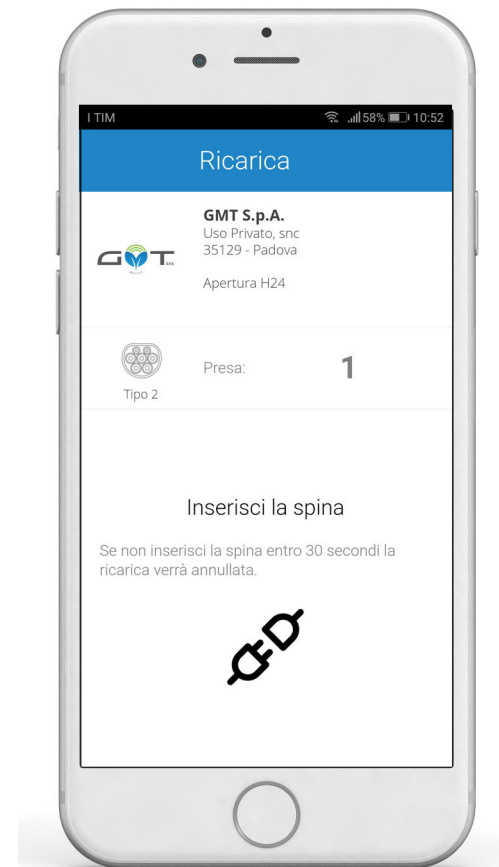 I TIM 58% 10:52
Ricarica
GMT S.p.A.
Uso Privato, snc
35129 - Padova
Apertura H24
GMT
Tipo 2
Presa: 1
Inserisci la spina
Se non inserisci la spina entro 30 secondi la
ricarica verrà annullata.